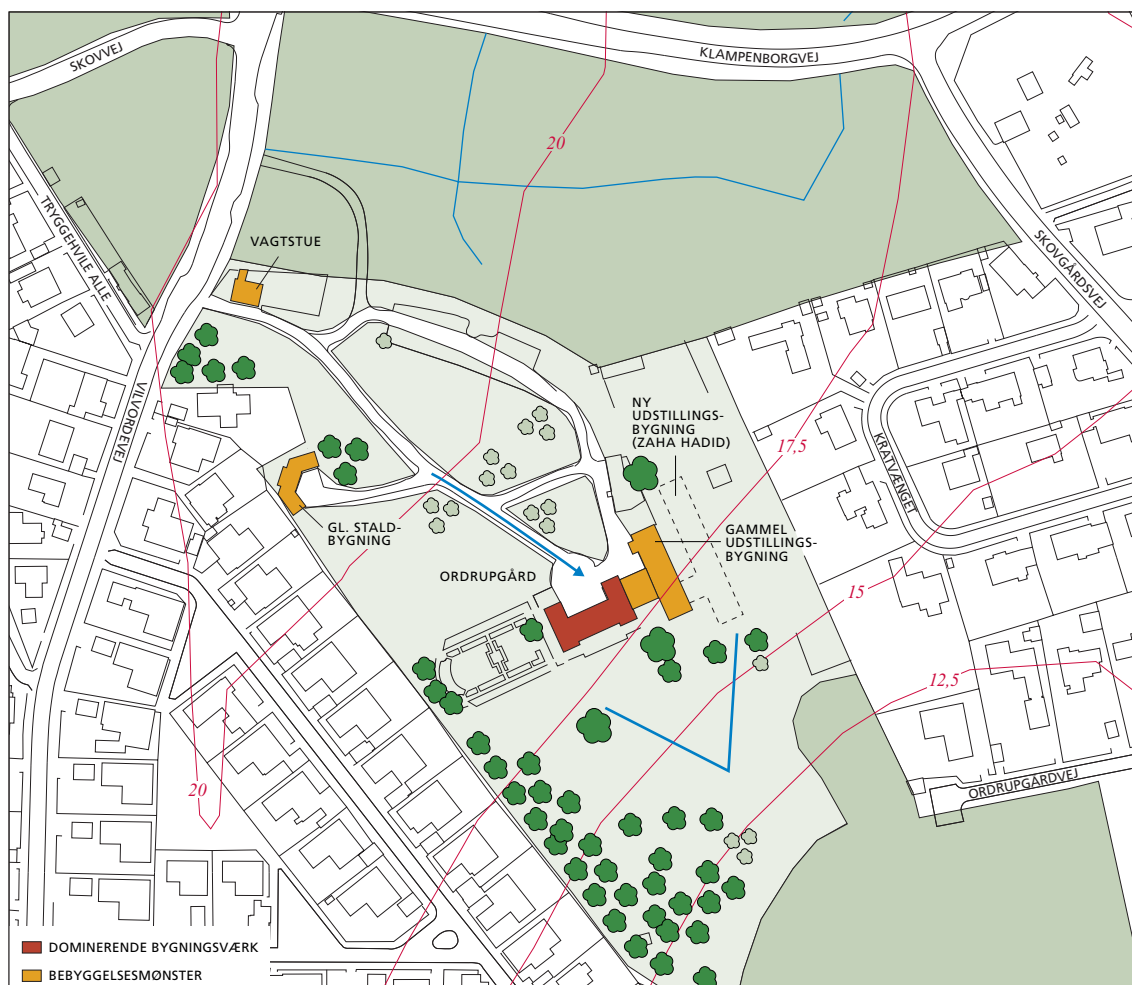 SKOVVEJ
KLAMPENBORGVEJ
20
TRYGGEHVILE ALLE
VAGTSTUE
SKOVGÅRDSVEJ
VILVORDEVEJ
NY
UDSTILLINGS-
BYGNING
(ZAHA HADID)
17,5
KRATVÆNGET
GL. STALD-
BYGNING
GAMMEL
UDSTILLINGS-
BYGNING
ORDRUPGÅRD
15
12,5
ORDRUPGÅRDVEJ
20
DOMINERENDE BYGNINGSVÆRK
BEBYGGELSESMØNSTER